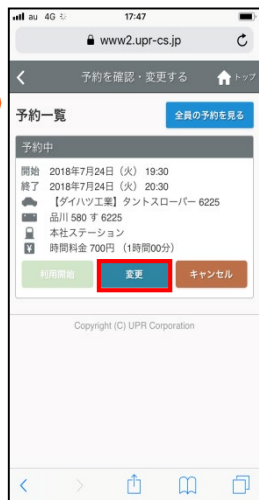 au 4G 17:47
www2.upr-cs.jp
予約を確認・変更する トップ
予約一覧 全員の予約を見る
予約中
開始 2018年7月24日（火） 19:30
終了 2018年7月24日（火） 20:30
【ダイハツ工業】タントスローパー 6225
品川 580 す 6225
本社ステーション
¥ 時間料金 700円 （1時間00分）
利用開始 変更 キャンセル
Copyright (C) UPR Corporation